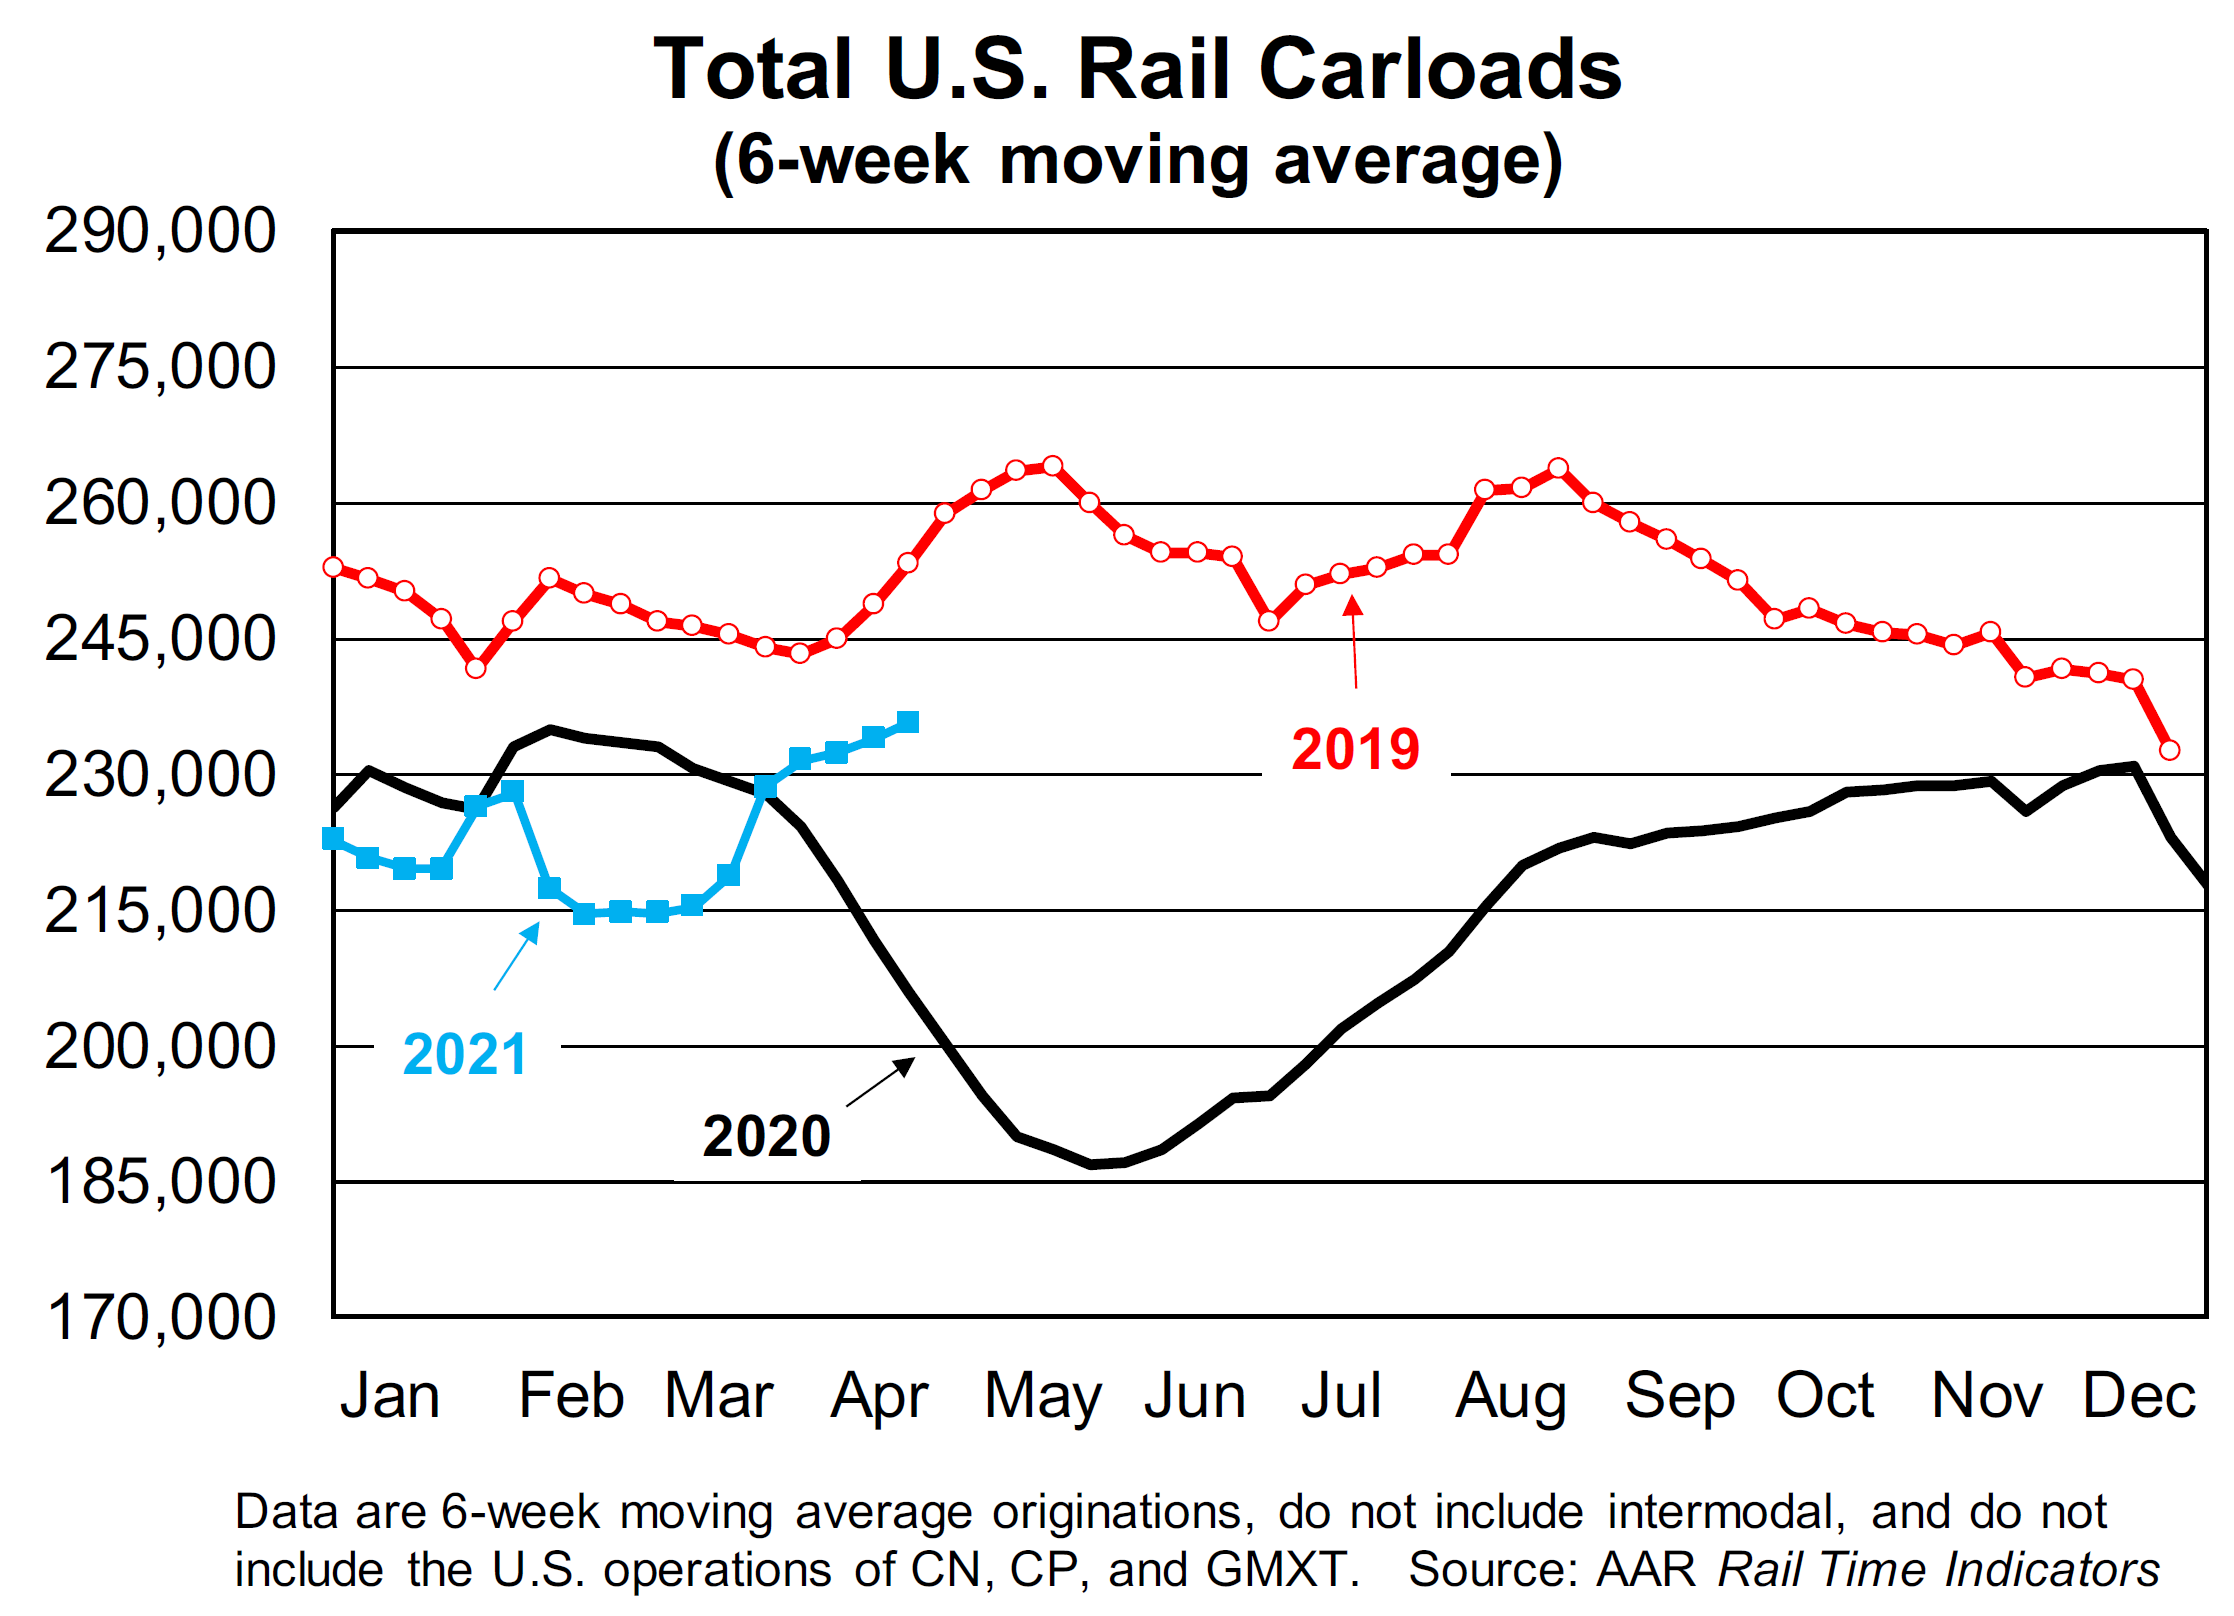 Total U.S. Rail Carloads
(6-week moving average)
290,000
275,000
260,000
245,000
230,000
215,000
200,000
185,000
170,000
2019
2021
2020
Jan Feb Mar Apr May Jun Jul Aug Sep Oct Nov Dec
Data are 6-week moving average originations, do not include intermodal, and do not
include the U.S. operations of CN, CP, and GMXT. Source: AAR Rail Time Indicators